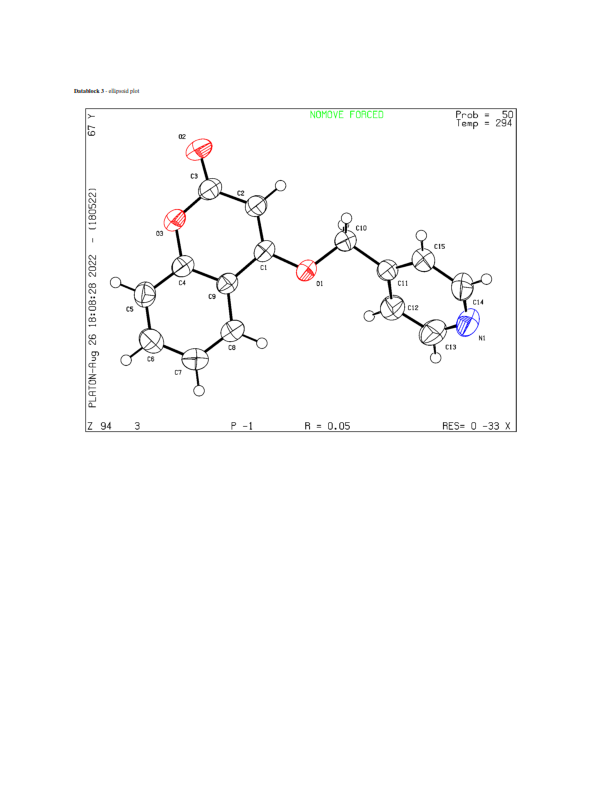 Datablock 3 - ellipsoid plot
NOMOVE FORCED
Prob = 50
Temp = 294
67 Y
PLATON-Aug 26 18:08:28 2022 - (180522)
O2
C3
C2
O3
C10
C15
C1
C4
C9
O1
C11
C14
C5
C12
N1
C8
C13
C6
C7
Z 94 3 P -1 R = 0.05 RES= 0 -33 X